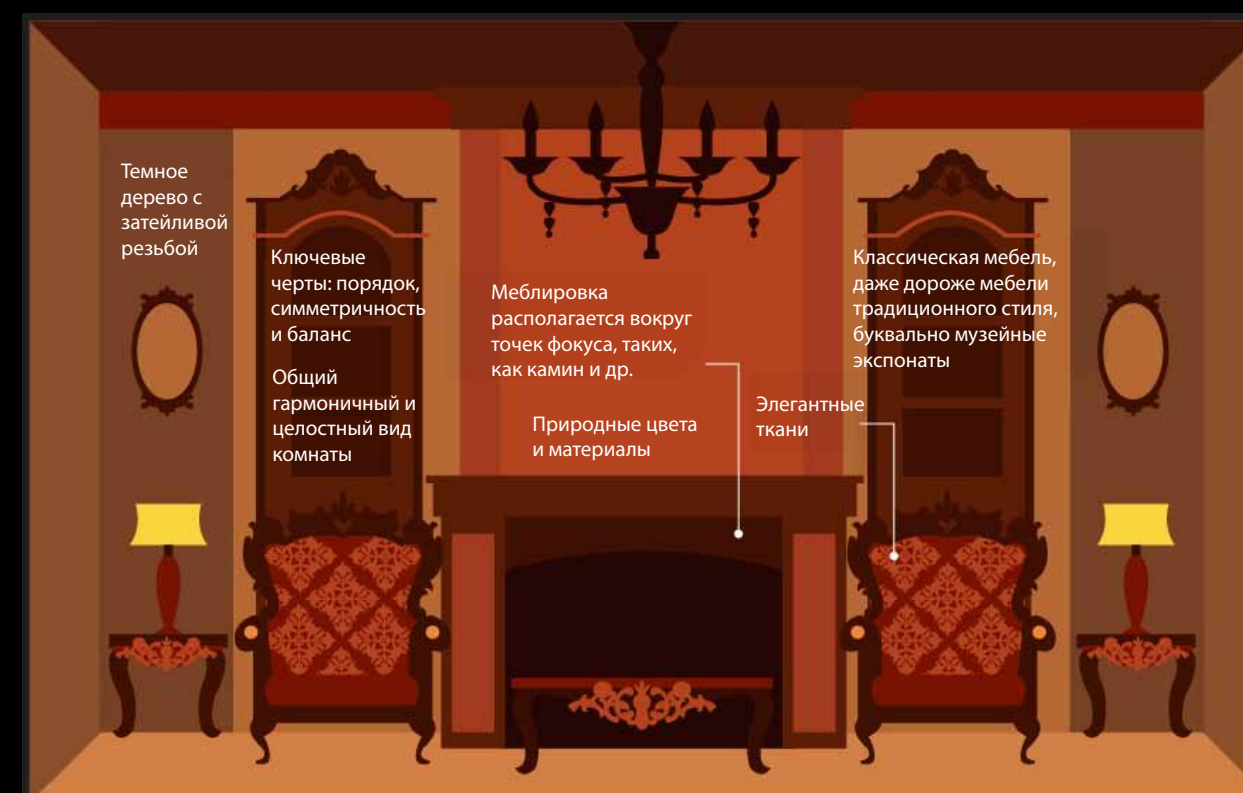 Темное
дерево с
затейливой
резьбой
Ключевые
черты: порядок,
симметричность
и баланс
Общий
гармоничный и
целостный вид
комнаты
Меблировка
располагается вокруг
точек фокуса, таких,
как камин и др.
Природные цвета
и материалы
Элегантные
ткани
Классическая мебель,
даже дороже мебели
традиционного стиля,
буквально музейные
экспонаты